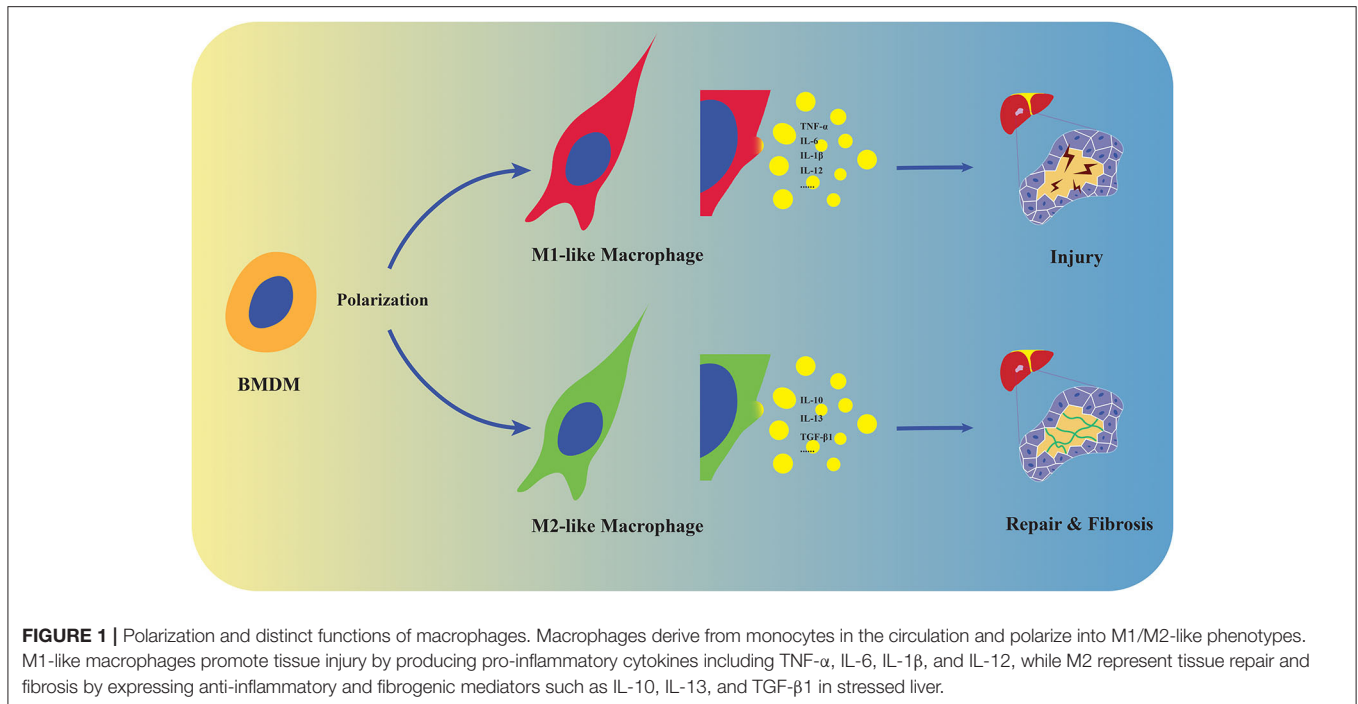 TNF-α
IL-6
IL-1β
IL-12
......
M1-like Macrophage
Injury
Polarization
BMDM
IL-10
IL-13
TGF-β1
......
M2-like Macrophage
Repair & Fibrosis
FIGURE 1 | Polarization and distinct functions of macrophages. Macrophages derive from monocytes in the circulation and polarize into M1/M2-like phenotypes.
M1-like macrophages promote tissue injury by producing pro-inflammatory cytokines including TNF-α, IL-6, IL-1β, and IL-12, while M2 represent tissue repair and
fibrosis by expressing anti-inflammatory and fibrogenic mediators such as IL-10, IL-13, and TGF-β1 in stressed liver.